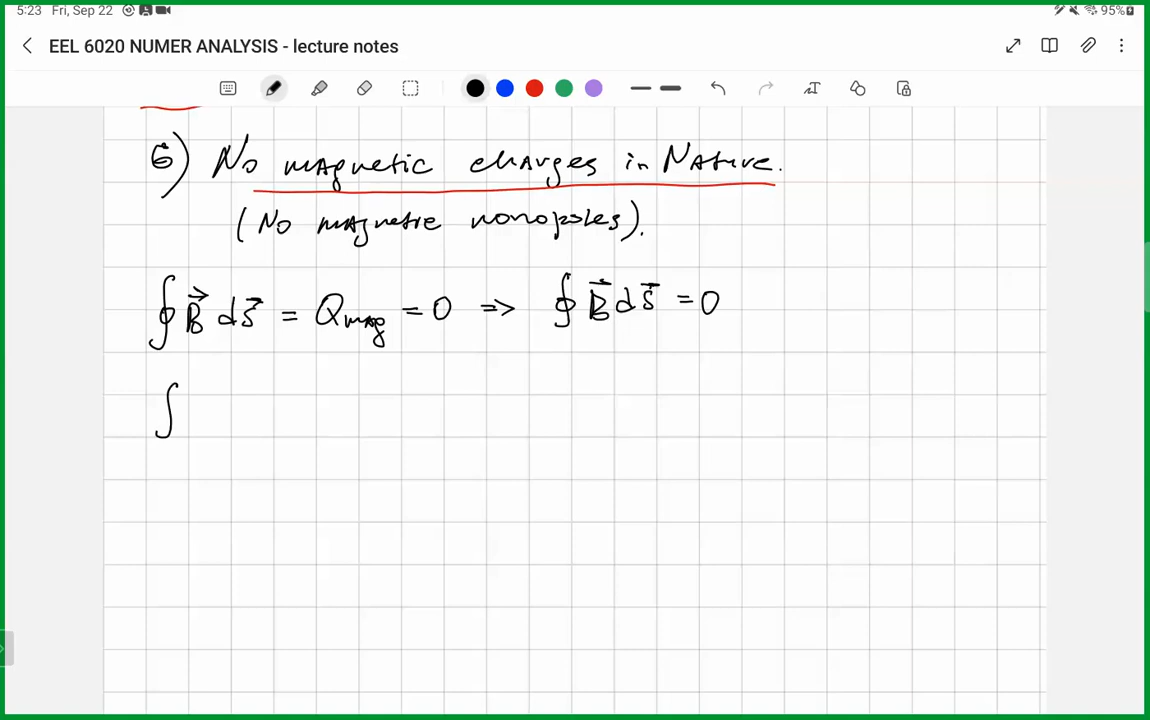 5:23 Fri, Sep 22 95%
EEL 6020 NUMER ANALYSIS - lecture notes
6) No magnetic charges in Nature.
(No magnetic monopoles).
∮ B⃗ dS⃗ = Qmag = 0 ⇒ ∮ B⃗ dS⃗ = 0
∫